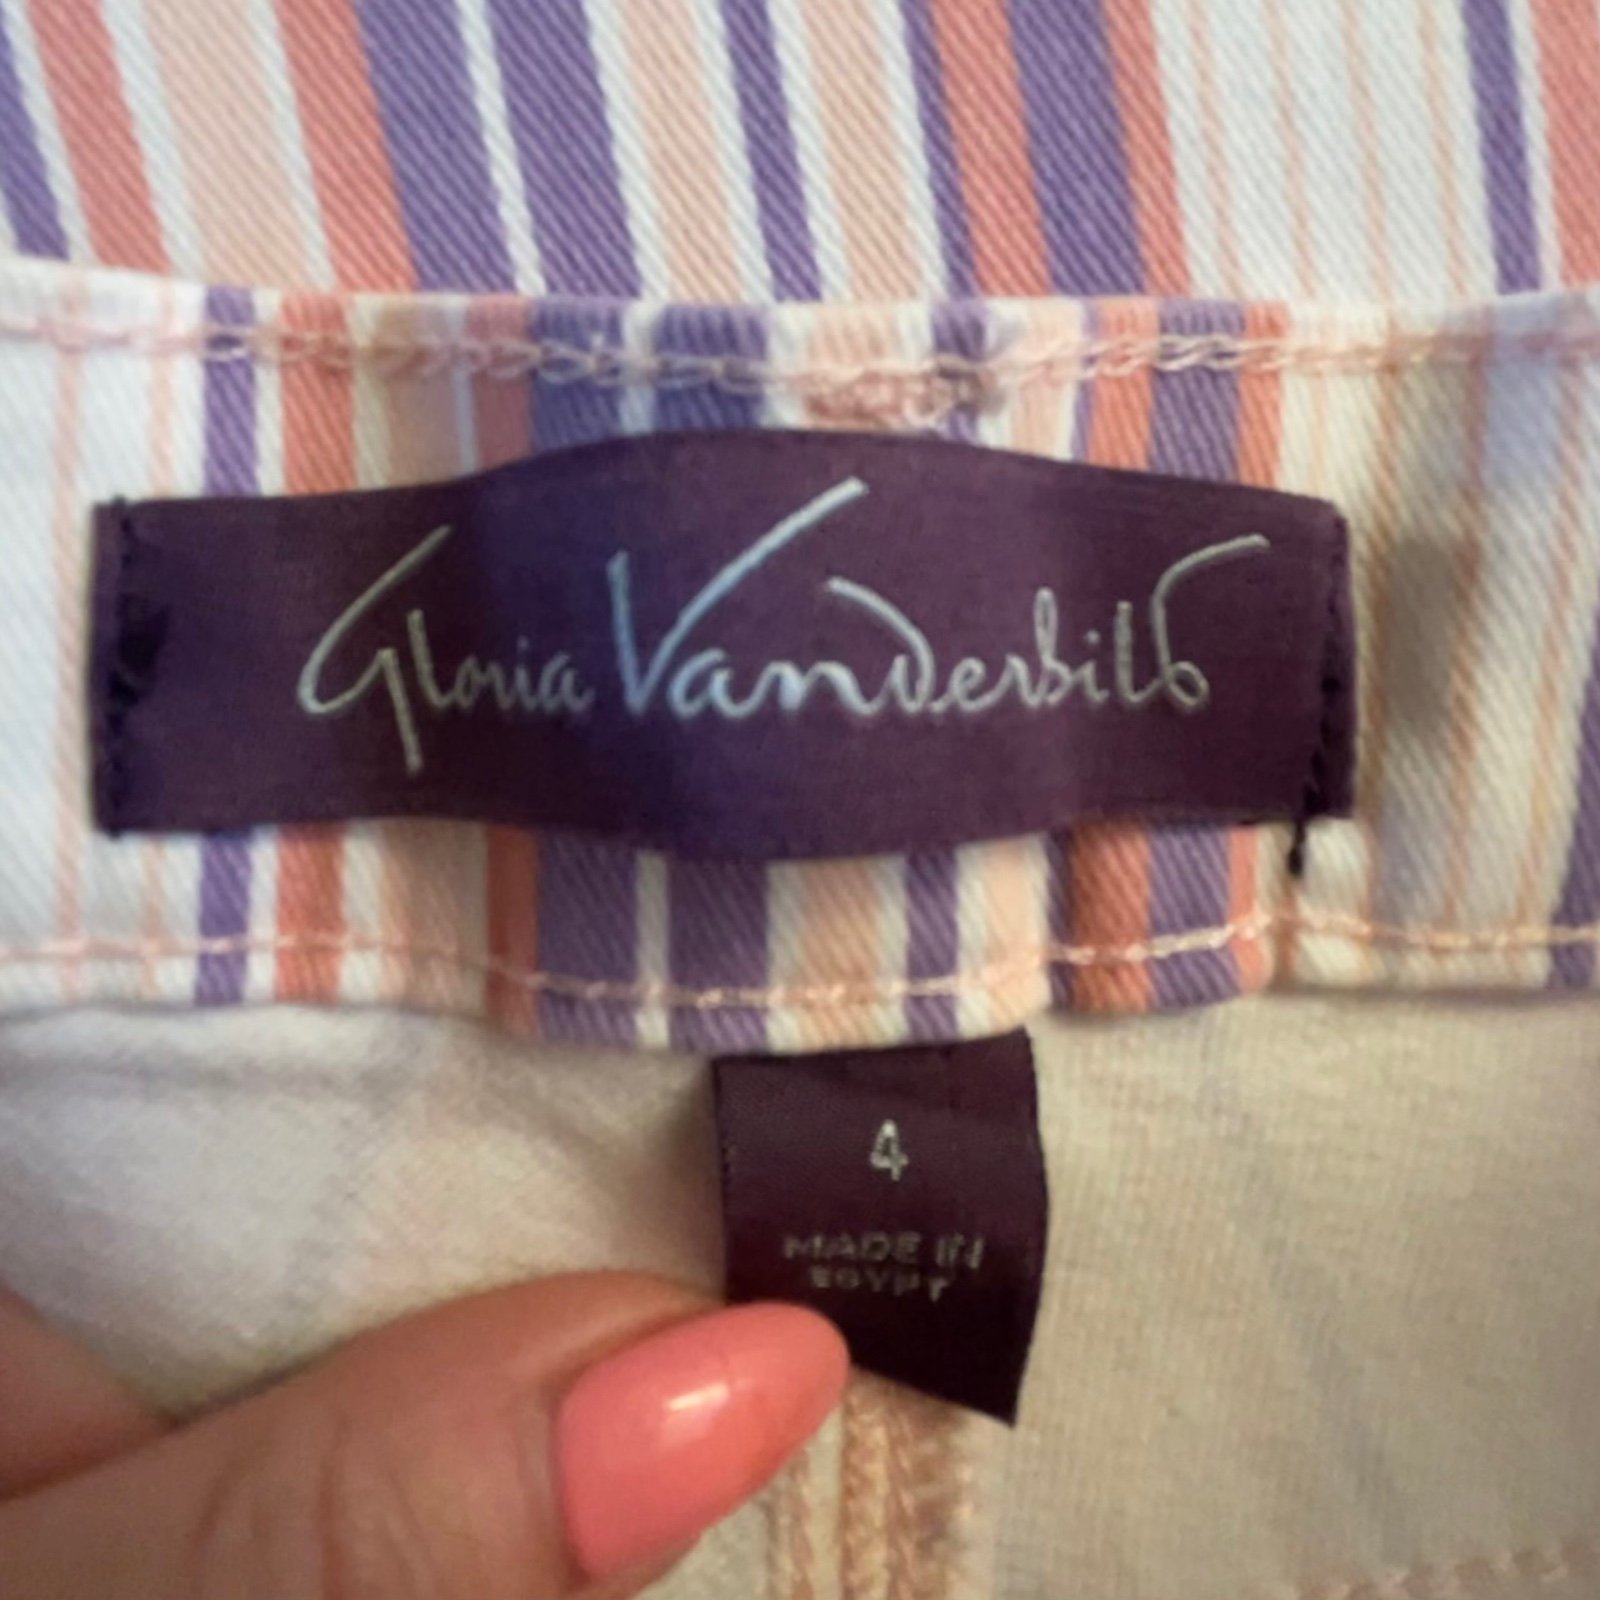 Gloria Vanderbilt
4
MADE IN
EGYPT